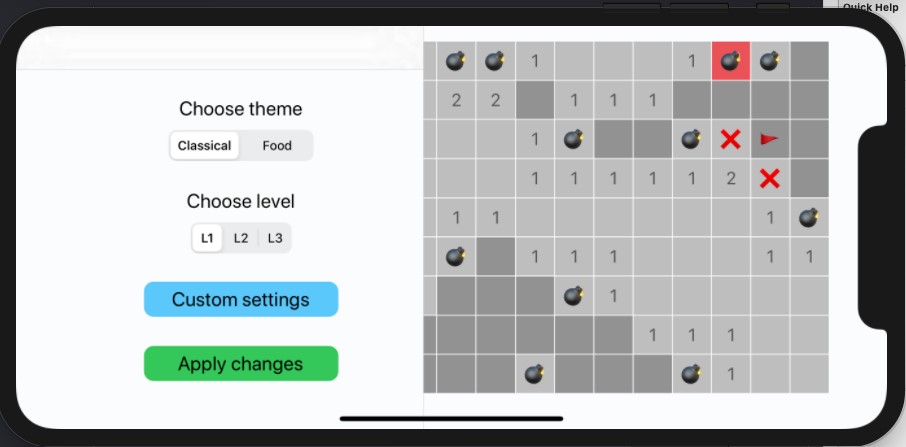 Quick Help
Choose theme
Classical Food
Choose level
L1 L2 L3
Custom settings
Apply changes
1 1
2 2 1 1 1
1
1 1 1 1 1 2
1 1 1
1 1 1 1 1
1
1 1 1
1